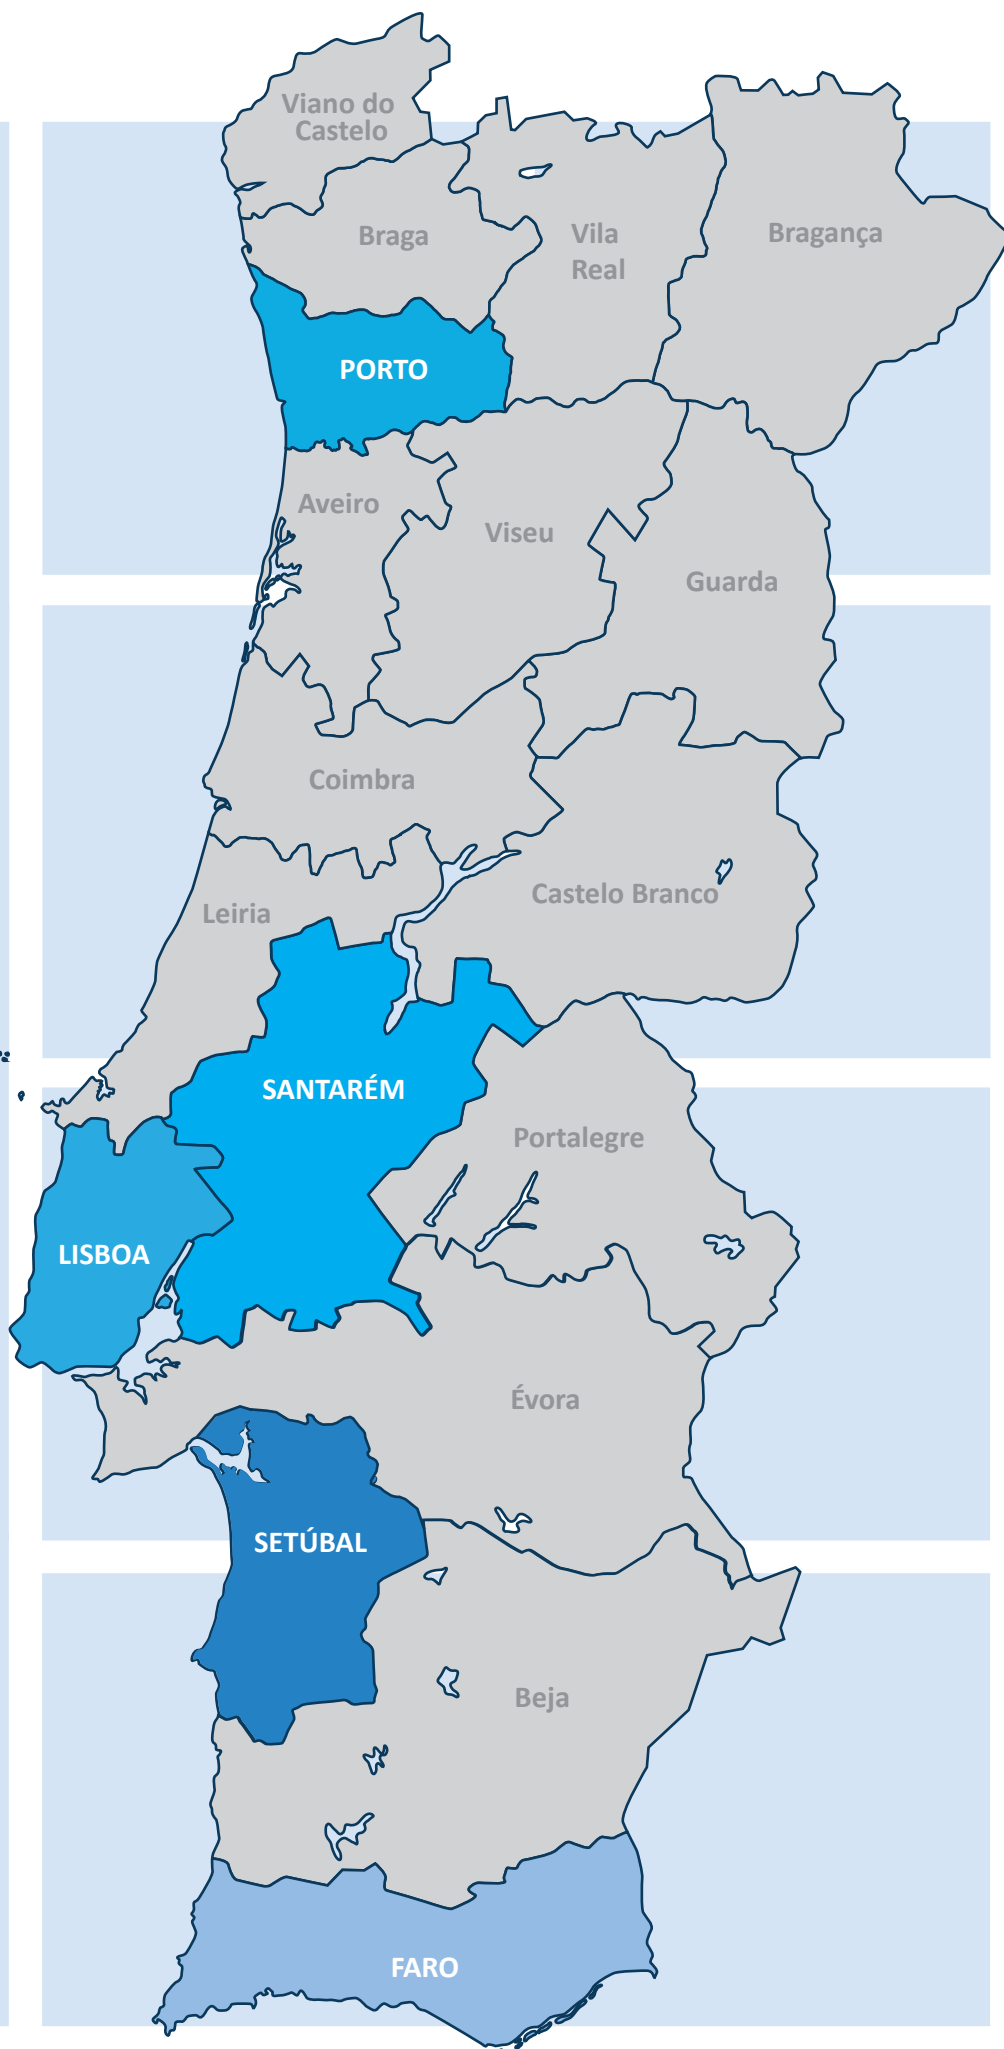 Viano do
Castelo
Braga
Vila
Real
Bragança
PORTO
Aveiro
Viseu
Guarda
Coimbra
Castelo Branco
Leiria
SANTARÉM
Portalegre
LISBOA
Évora
SETÚBAL
Beja
FARO